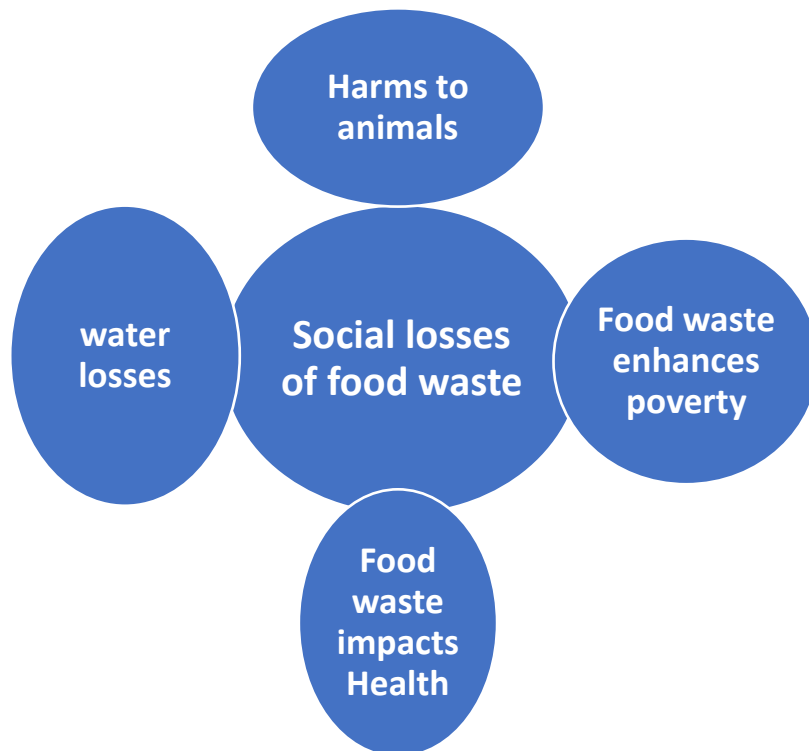 Harms to
animals
water
losses
Social losses
of food waste
Food waste
enhances
poverty
Food
waste
impacts
Health